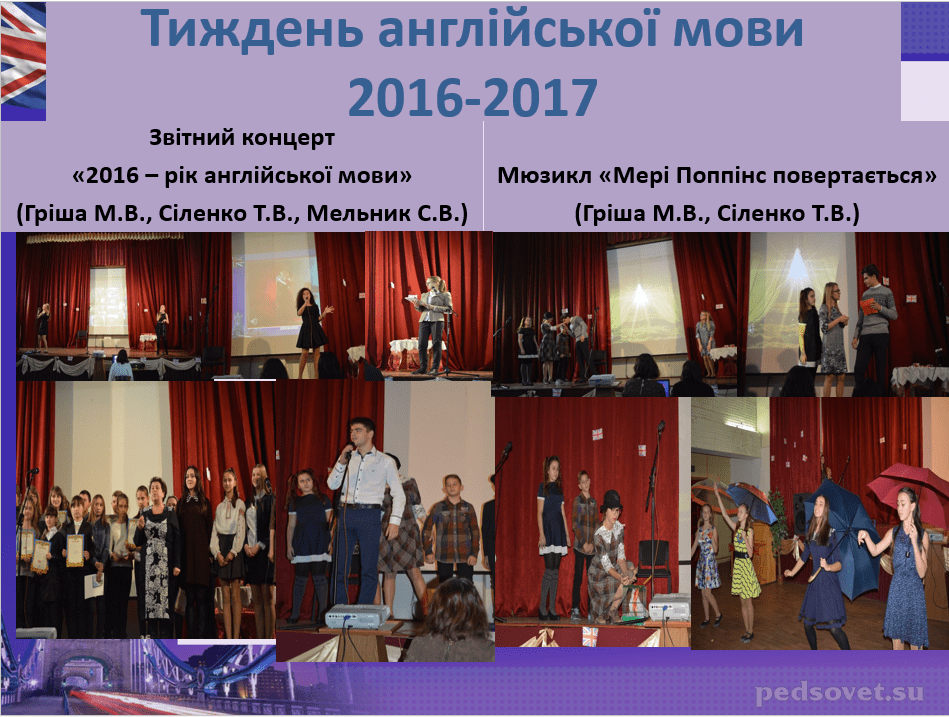 Тиждень англійської мови
2016-2017
Звітний концерт
«2016 – рік англійської мови»
(Гріша М.В., Сіленко Т.В., Мельник С.В.)
Мюзикл «Мері Поппінс повертається»
(Гріша М.В., Сіленко Т.В.)
pedsovet.su